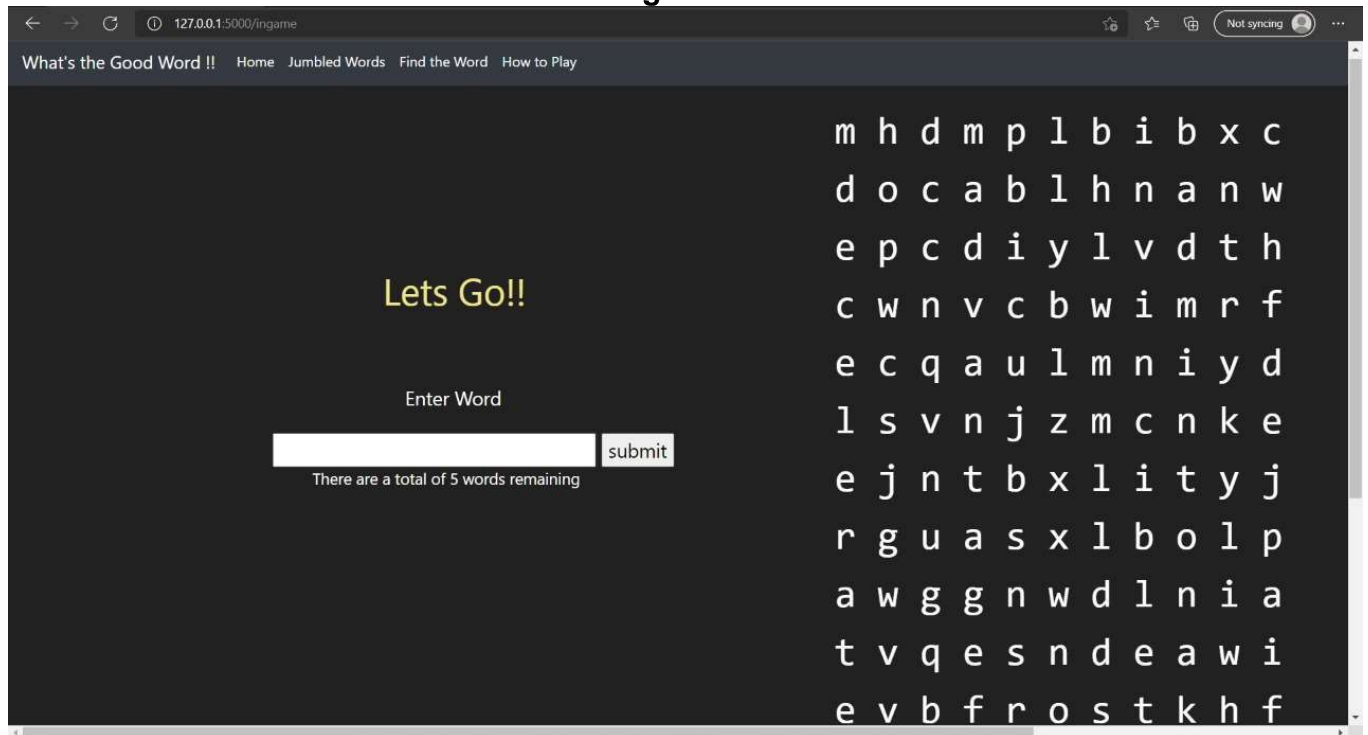 127.0.0.1:5000/ingame Not syncing
What's the Good Word !! Home Jumbled Words Find the Word How to Play
Lets Go!!
Enter Word
submit
There are a total of 5 words remaining
m h d m p l b i b x c
d o c a b l h n a n w
e p c d i y l v d t h
c w n v c b w i m r f
e c q a u l m n i y d
l s v n j z m c n k e
e j n t b x l i t y j
r g u a s x l b o l p
a w g g n w d l n i a
t v q e s n d e a w i
e v b f r o s t k h f